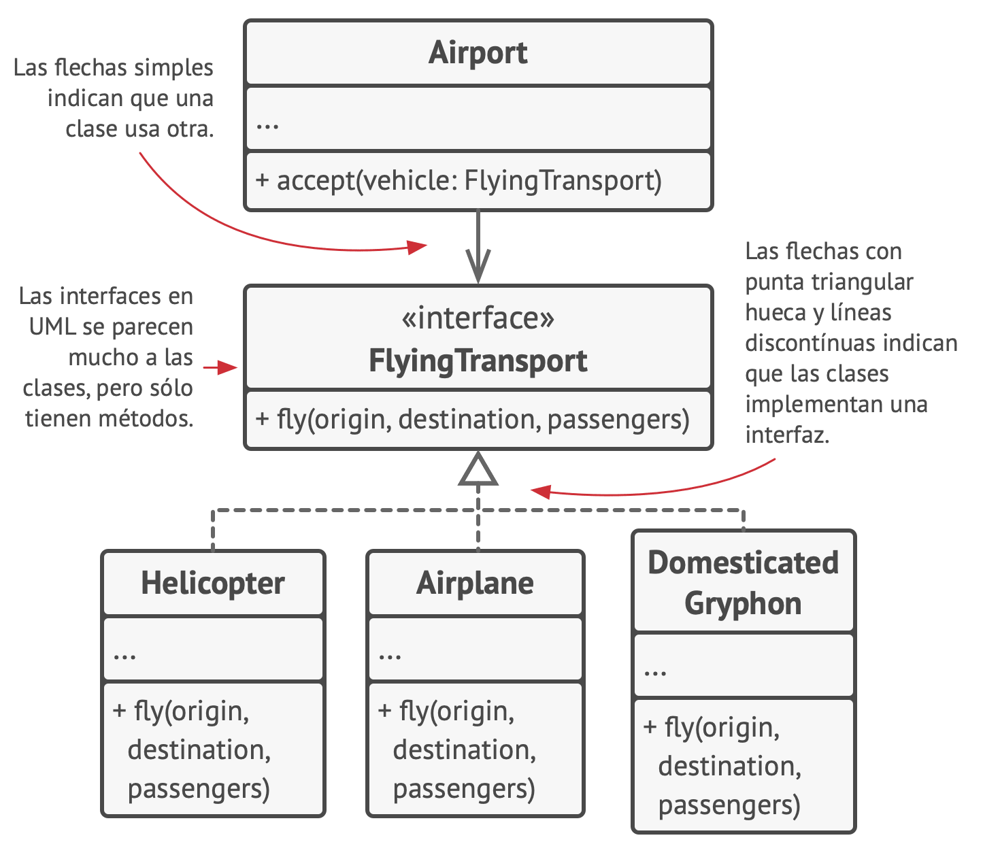 Airport
...
+ accept(vehicle: FlyingTransport)
Las flechas simples
indican que una
clase usa otra.
Las interfaces en
UML se parecen
mucho a las
clases, pero sólo
tienen métodos.
«interface»
FlyingTransport
+ fly(origin, destination, passengers)
Las flechas con
punta triangular
hueca y líneas
discontínuas indican
que las clases
implementan una
interfaz.
Helicopter
...
+ fly(origin,
destination,
passengers)
Airplane
...
+ fly(origin,
destination,
passengers)
Domesticated
Gryphon
...
+ fly(origin,
destination,
passengers)